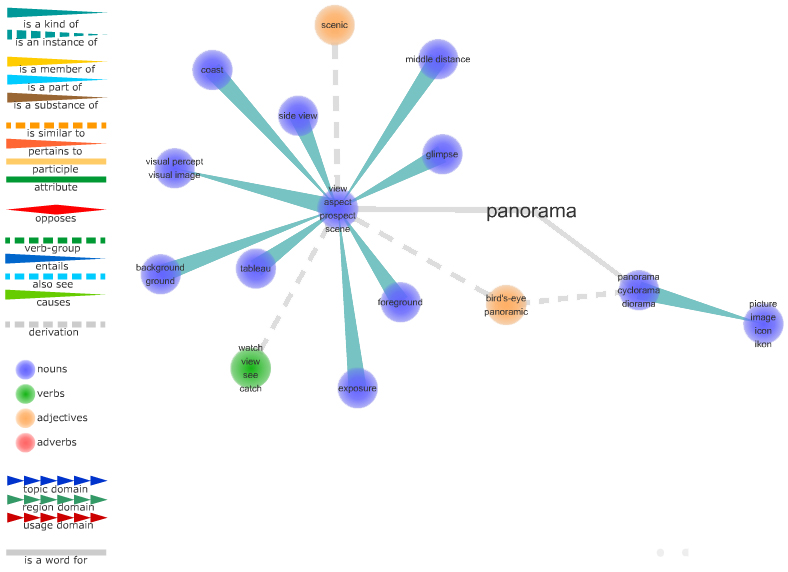 is a kind of
is an instance of
is a member of
is a part of
is a substance of
is similar to
pertains to
participle
attribute
opposes
verb-group
entails
also see
causes
derivation
nouns
verbs
adjectives
adverbs
topic domain
region domain
usage domain
is a word for
scenic
coast
middle distance
side view
glimpse
visual percept
visual image
view
aspect
prospect
scene
panorama
background
ground
tableau
foreground
bird's-eye
panoramic
panorama
cyclorama
diorama
picture
image
icon
ikon
watch
view
see
catch
exposure